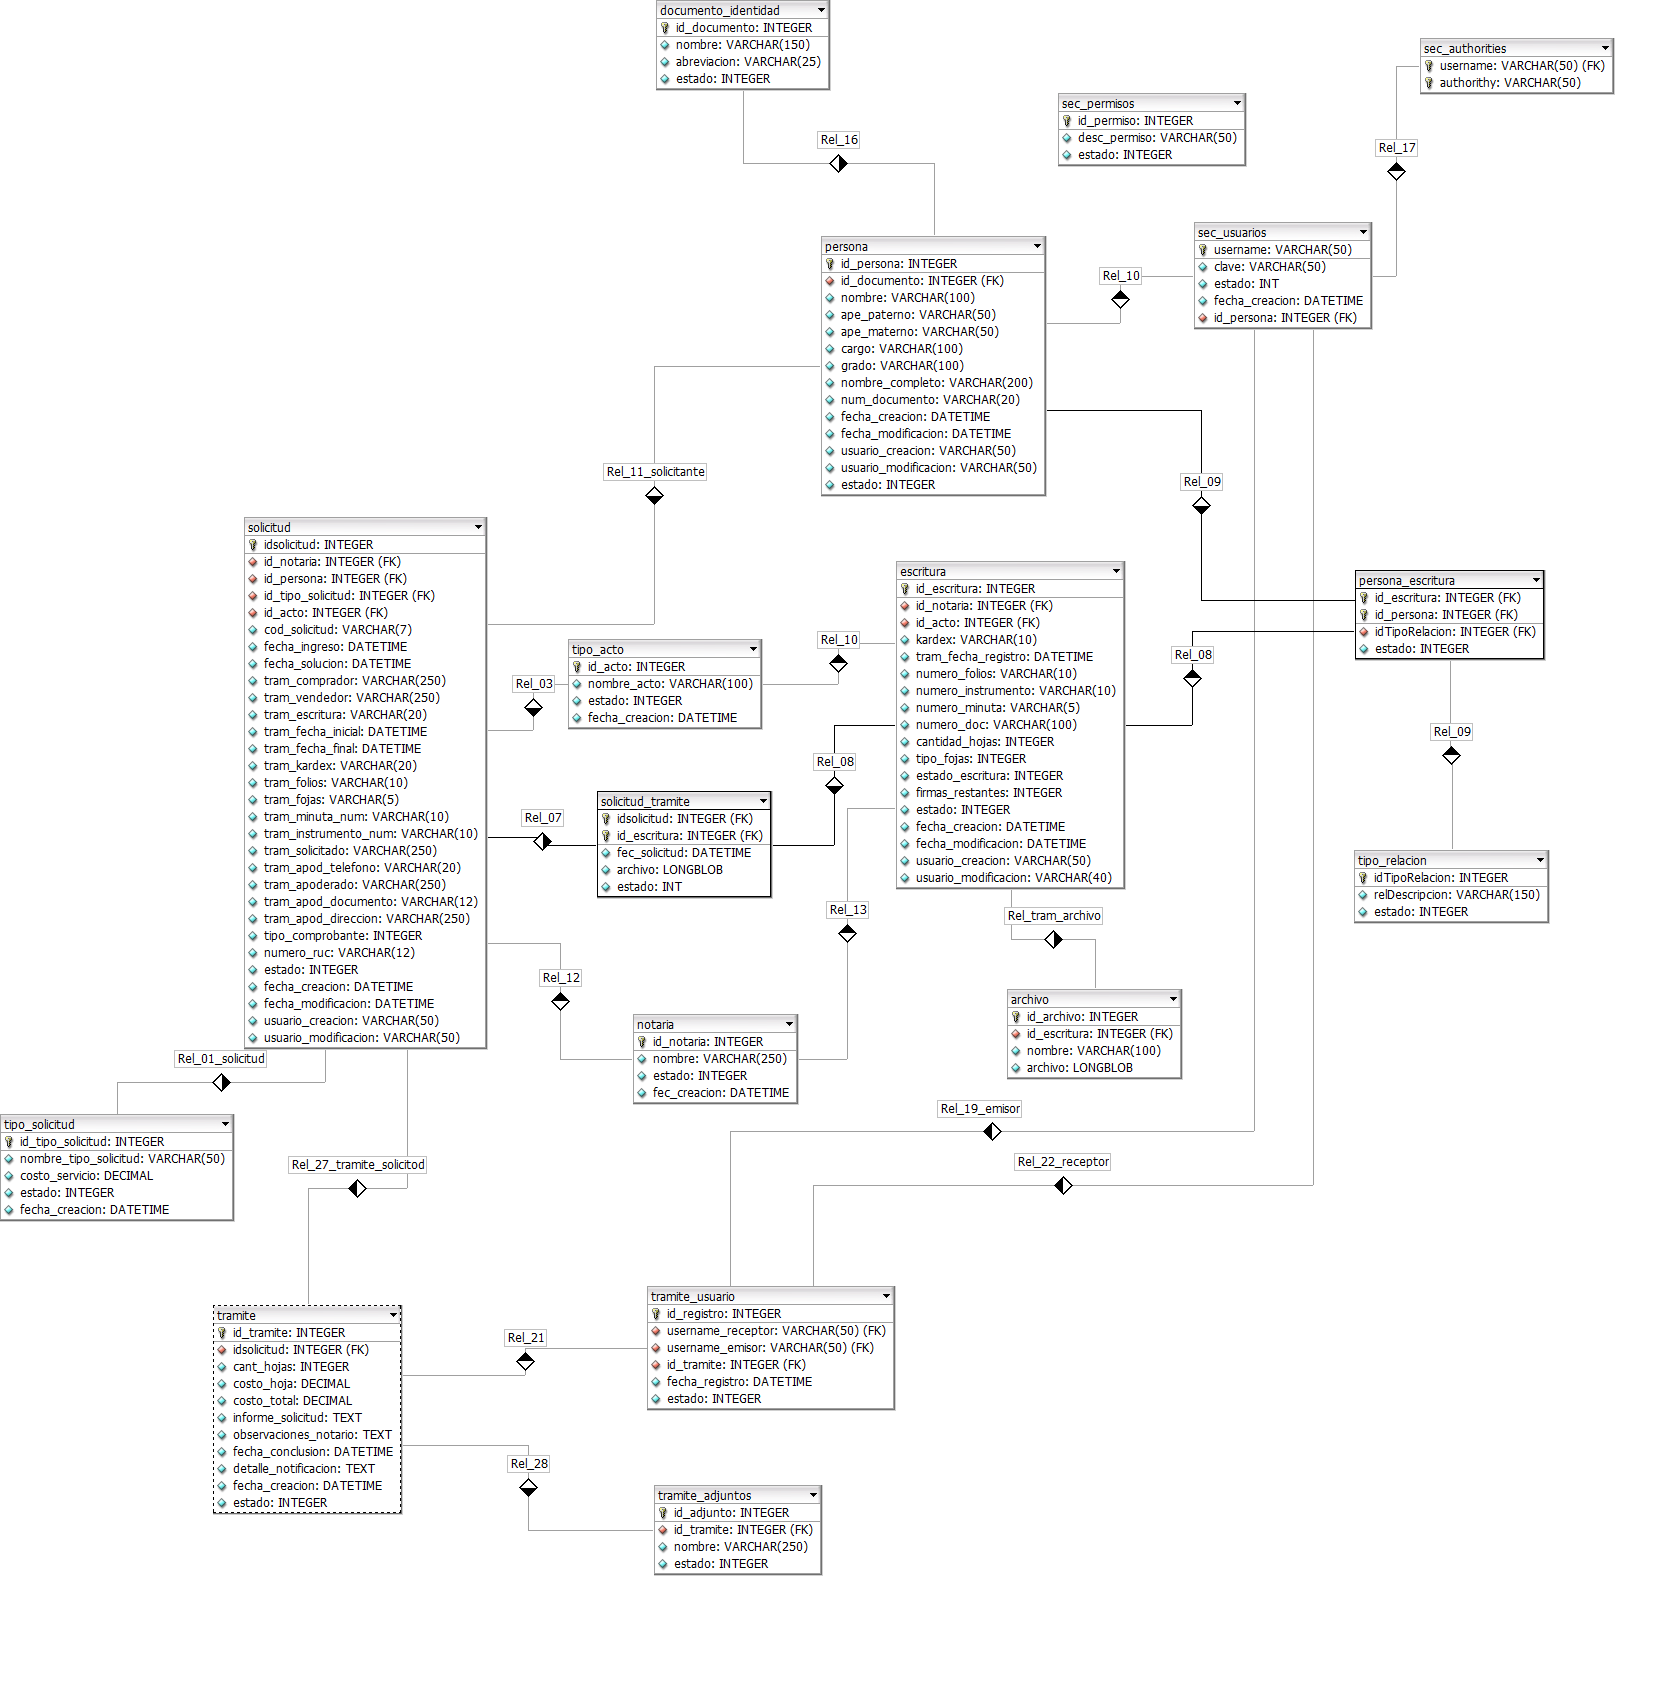 documento_identidad
id_documento: INTEGER
nombre: VARCHAR(150)
abreviacion: VARCHAR(25)
estado: INTEGER
sec_authorities
username: VARCHAR(50) (FK)
authorithy: VARCHAR(50)
sec_permisos
id_permiso: INTEGER
desc_permiso: VARCHAR(50)
estado: INTEGER
Rel_16
Rel_17
sec_usuarios
username: VARCHAR(50)
clave: VARCHAR(50)
estado: INT
fecha_creacion: DATETIME
id_persona: INTEGER (FK)
persona
id_persona: INTEGER
id_documento: INTEGER (FK)
nombre: VARCHAR(100)
ape_paterno: VARCHAR(50)
ape_materno: VARCHAR(50)
cargo: VARCHAR(100)
grado: VARCHAR(100)
nombre_completo: VARCHAR(200)
num_documento: VARCHAR(20)
fecha_creacion: DATETIME
fecha_modificacion: DATETIME
usuario_creacion: VARCHAR(50)
usuario_modificacion: VARCHAR(50)
estado: INTEGER
Rel_10
Rel_11_solicitante
Rel_09
solicitud
idsolicitud: INTEGER
id_notaria: INTEGER (FK)
id_persona: INTEGER (FK)
id_tipo_solicitud: INTEGER (FK)
id_acto: INTEGER (FK)
cod_solicitud: VARCHAR(7)
fecha_ingreso: DATETIME
fecha_solucion: DATETIME
tram_comprador: VARCHAR(250)
tram_vendedor: VARCHAR(250)
tram_escritura: VARCHAR(20)
tram_fecha_inicial: DATETIME
tram_fecha_final: DATETIME
tram_kardex: VARCHAR(20)
tram_folios: VARCHAR(10)
tram_fojas: VARCHAR(5)
tram_minuta_num: VARCHAR(10)
tram_instrumento_num: VARCHAR(10)
tram_solicitado: VARCHAR(250)
tram_apod_telefono: VARCHAR(20)
tram_apoderado: VARCHAR(250)
tram_apod_documento: VARCHAR(12)
tram_apod_direccion: VARCHAR(250)
tipo_comprobante: INTEGER
numero_ruc: VARCHAR(12)
estado: INTEGER
fecha_creacion: DATETIME
fecha_modificacion: DATETIME
usuario_creacion: VARCHAR(50)
usuario_modificacion: VARCHAR(50)
escritura
id_escritura: INTEGER
id_notaria: INTEGER (FK)
id_acto: INTEGER (FK)
kardex: VARCHAR(10)
tram_fecha_registro: DATETIME
numero_folios: VARCHAR(10)
numero_instrumento: VARCHAR(10)
numero_minuta: VARCHAR(5)
numero_doc: VARCHAR(100)
cantidad_hojas: INTEGER
tipo_fojas: INTEGER
estado_escritura: INTEGER
firmas_restantes: INTEGER
estado: INTEGER
fecha_creacion: DATETIME
fecha_modificacion: DATETIME
usuario_creacion: VARCHAR(50)
usuario_modificacion: VARCHAR(40)
persona_escritura
id_escritura: INTEGER (FK)
id_persona: INTEGER (FK)
idTipoRelacion: INTEGER (FK)
estado: INTEGER
tipo_acto
id_acto: INTEGER
nombre_acto: VARCHAR(100)
estado: INTEGER
fecha_creacion: DATETIME
Rel_10
Rel_08
Rel_03
Rel_09
Rel_08
solicitud_tramite
idsolicitud: INTEGER (FK)
id_escritura: INTEGER (FK)
fec_solicitud: DATETIME
archivo: LONGBLOB
estado: INT
Rel_07
tipo_relacion
idTipoRelacion: INTEGER
relDescripcion: VARCHAR(150)
estado: INTEGER
Rel_13
Rel_tram_archivo
Rel_12
archivo
id_archivo: INTEGER
id_escritura: INTEGER (FK)
nombre: VARCHAR(100)
archivo: LONGBLOB
notaria
id_notaria: INTEGER
nombre: VARCHAR(250)
estado: INTEGER
fec_creacion: DATETIME
Rel_01_solicitud
Rel_19_emisor
tipo_solicitud
id_tipo_solicitud: INTEGER
nombre_tipo_solicitud: VARCHAR(50)
costo_servicio: DECIMAL
estado: INTEGER
fecha_creacion: DATETIME
Rel_27_tramite_solicitod
Rel_22_receptor
tramite_usuario
id_registro: INTEGER
username_receptor: VARCHAR(50) (FK)
username_emisor: VARCHAR(50) (FK)
id_tramite: INTEGER (FK)
fecha_registro: DATETIME
estado: INTEGER
tramite
id_tramite: INTEGER
idsolicitud: INTEGER (FK)
cant_hojas: INTEGER
costo_hoja: DECIMAL
costo_total: DECIMAL
informe_solicitud: TEXT
observaciones_notario: TEXT
fecha_conclusion: DATETIME
detalle_notificacion: TEXT
fecha_creacion: DATETIME
estado: INTEGER
Rel_21
Rel_28
tramite_adjuntos
id_adjunto: INTEGER
id_tramite: INTEGER (FK)
nombre: VARCHAR(250)
estado: INTEGER